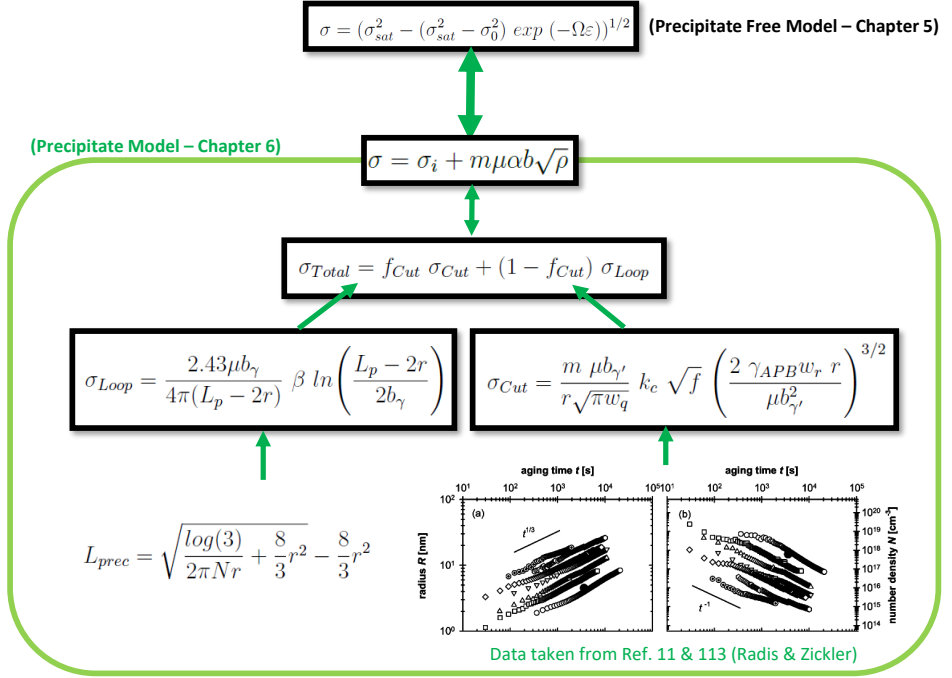 σ = (σ²_sat − (σ²_sat − σ²_0) exp (−Ωε))^1/2
(Precipitate Free Model – Chapter 5)
(Precipitate Model – Chapter 6)
σ = σ_i + mμαb√ρ
σ_Total = f_Cut σ_Cut + (1 − f_Cut) σ_Loop
σ_Loop = 2.43μb_γ / 4π(L_p − 2r) β ln((L_p − 2r) / 2b_γ)
σ_Cut = m μb_γ′ / r√(πw_q) k_c √f (2 γ_APB w_r r / μb²_γ′)^3/2
L_prec = √(log(3) / 2πNr + 8/3 r²) − 8/3 r²
aging time t [s]
aging time t [s]
10¹ 10² 10³ 10⁴ 10⁵ 10¹ 10² 10³ 10⁴ 10⁵
10² 10¹ 10⁰
radius R [nm]
(a)
t^1/3
(b)
t^-1
10²⁰
10¹⁹
10¹⁸
10¹⁷
10¹⁶
10¹⁵
10¹⁴
number density N [cm⁻³]
Data taken from Ref. 11 & 113 (Radis & Zickler)